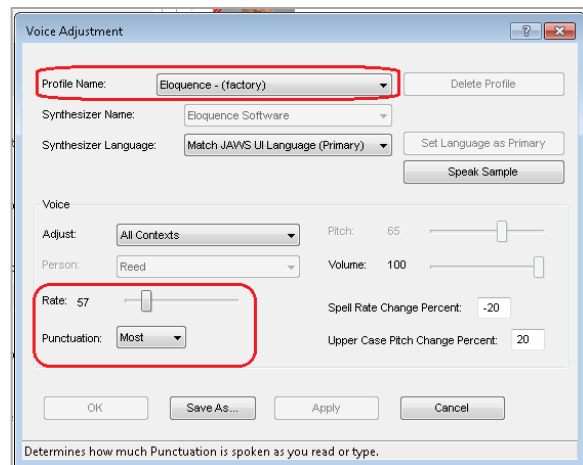 Voice Adjustment
Profile Name: Eloquence - (factory) Delete Profile
Synthesizer Name: Eloquence Software
Synthesizer Language: Match JAWS UI Language (Primary) Set Language as Primary
Speak Sample
Voice
Adjust: All Contexts Pitch: 65
Person: Reed Volume: 100
Rate: 57 Spell Rate Change Percent: -20
Punctuation: Most Upper Case Pitch Change Percent: 20
OK Save As... Apply Cancel
Determines how much Punctuation is spoken as you read or type.